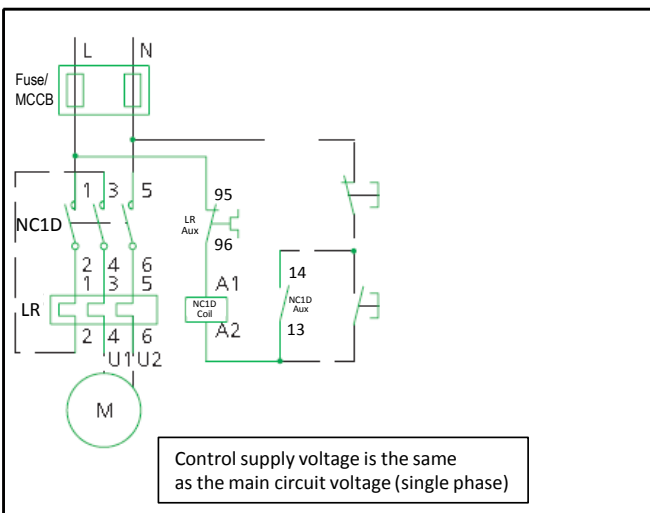 L N
Fuse/
MCCB
1 3 5
95
NC1D
LR
Aux
96
2 4 6
1 3 5
A1
14
LR
NC1D
Coil
NC1D
Aux
2 4 6
A2
13
U1 U2
M
Control supply voltage is the same
as the main circuit voltage (single phase)